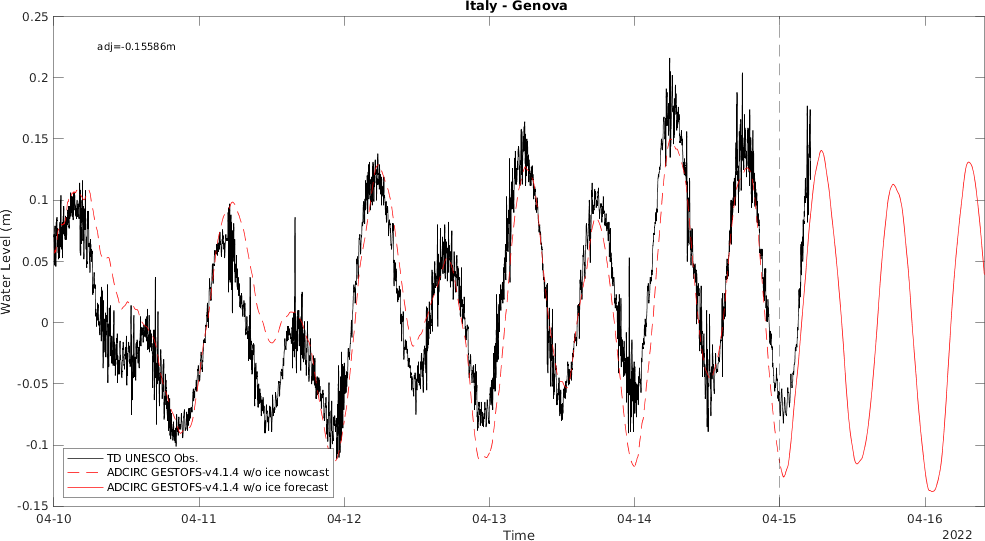 Italy - Genova
0.25
0.2
0.15
0.1
0.05
0
-0.05
-0.1
-0.15
Water Level (m)
adj=-0.15586m
TD UNESCO Obs.
ADCIRC GESTOFS-v4.1.4 w/o ice nowcast
ADCIRC GESTOFS-v4.1.4 w/o ice forecast
04-10 04-11 04-12 04-13 04-14 04-15 04-16
Time
2022